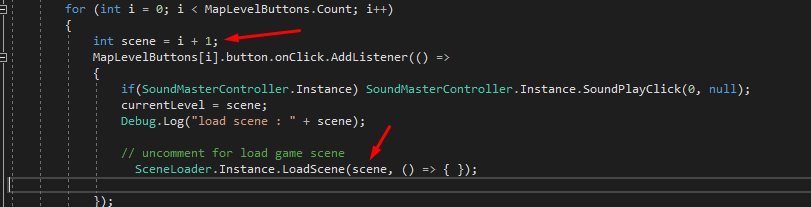 for (int i = 0; i < MapLevelButtons.Count; i++)
{
int scene = i + 1;
MapLevelButtons[i].button.onClick.AddListener(() =>
{
if(SoundMasterController.Instance) SoundMasterController.Instance.SoundPlayClick(0, null);
currentLevel = scene;
Debug.Log("load scene : " + scene);
// uncomment for load game scene
SceneLoader.Instance.LoadScene(scene, () => { });
});